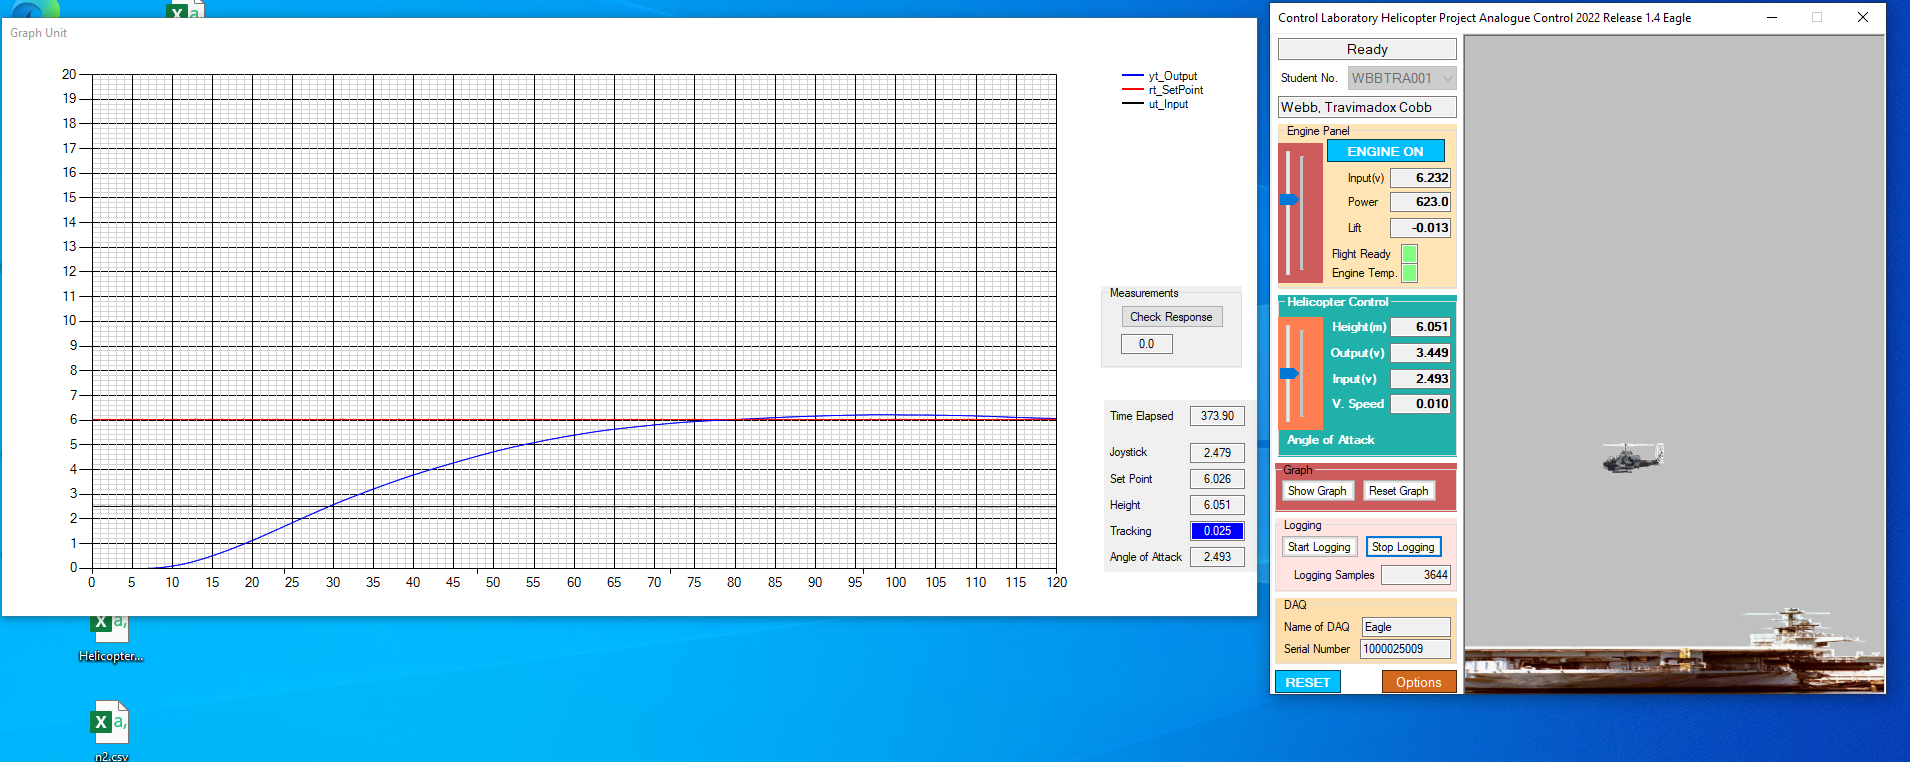 X a,
Graph Unit
20
19
18
17
16
15
14
13
12
11
10
9
8
7
6
5
4
3
2
1
0
0 5 10 15 20 25 30 35 40 45 50 55 60 65 70 75 80 85 90 95 100 105 110 115 120
yt_Output
rt_SetPoint
ut_Input
Measurements
Check Response
0.0
Time Elapsed 373.90
Joystick 2.479
Set Point 6.026
Height 6.051
Tracking 0.025
Angle of Attack 2.493
X a,
Helicopter...
X a,
n2.csv
Control Laboratory Helicopter Project Analogue Control 2022 Release 1.4 Eagle
Ready
Student No. WBBTRA001
Webb, Travimadox Cobb
Engine Panel
ENGINE ON
Input(v) 6.232
Power 623.0
Lift -0.013
Flight Ready
Engine Temp.
Helicopter Control
Height(m) 6.051
Output(v) 3.449
Input(v) 2.493
V. Speed 0.010
Angle of Attack
Graph
Show Graph Reset Graph
Logging
Start Logging Stop Logging
Logging Samples 3644
DAQ
Name of DAQ Eagle
Serial Number 1000025009
RESET Options